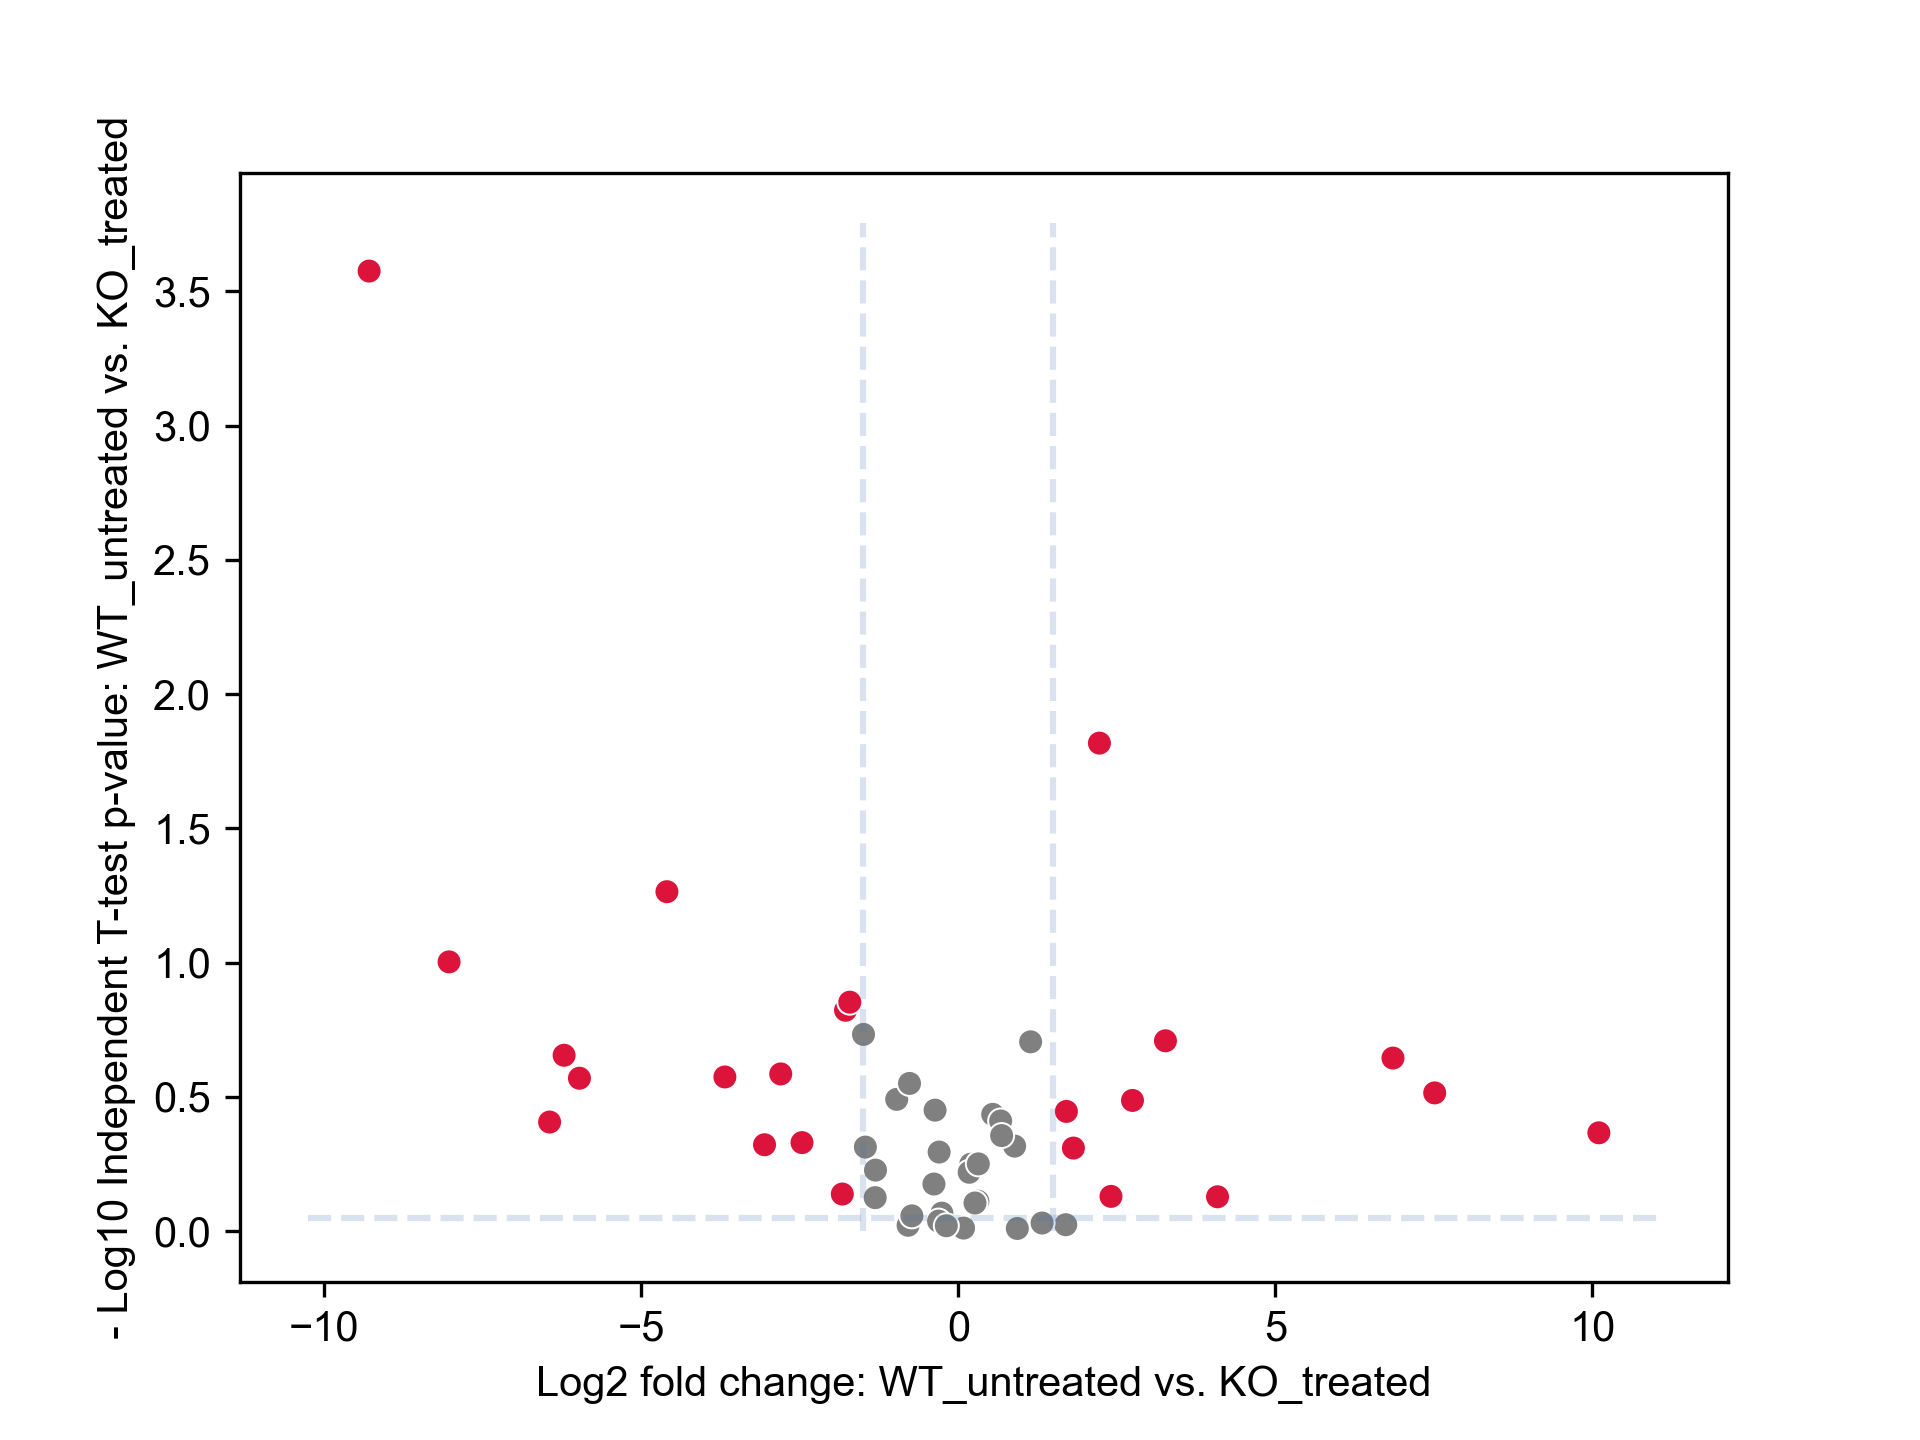 - Log10 Independent T-test p-value: WT_untreated vs. KO_treated
3.5
3.0
2.5
2.0
1.5
1.0
0.5
0.0
−10 −5 0 5 10
Log2 fold change: WT_untreated vs. KO_treated